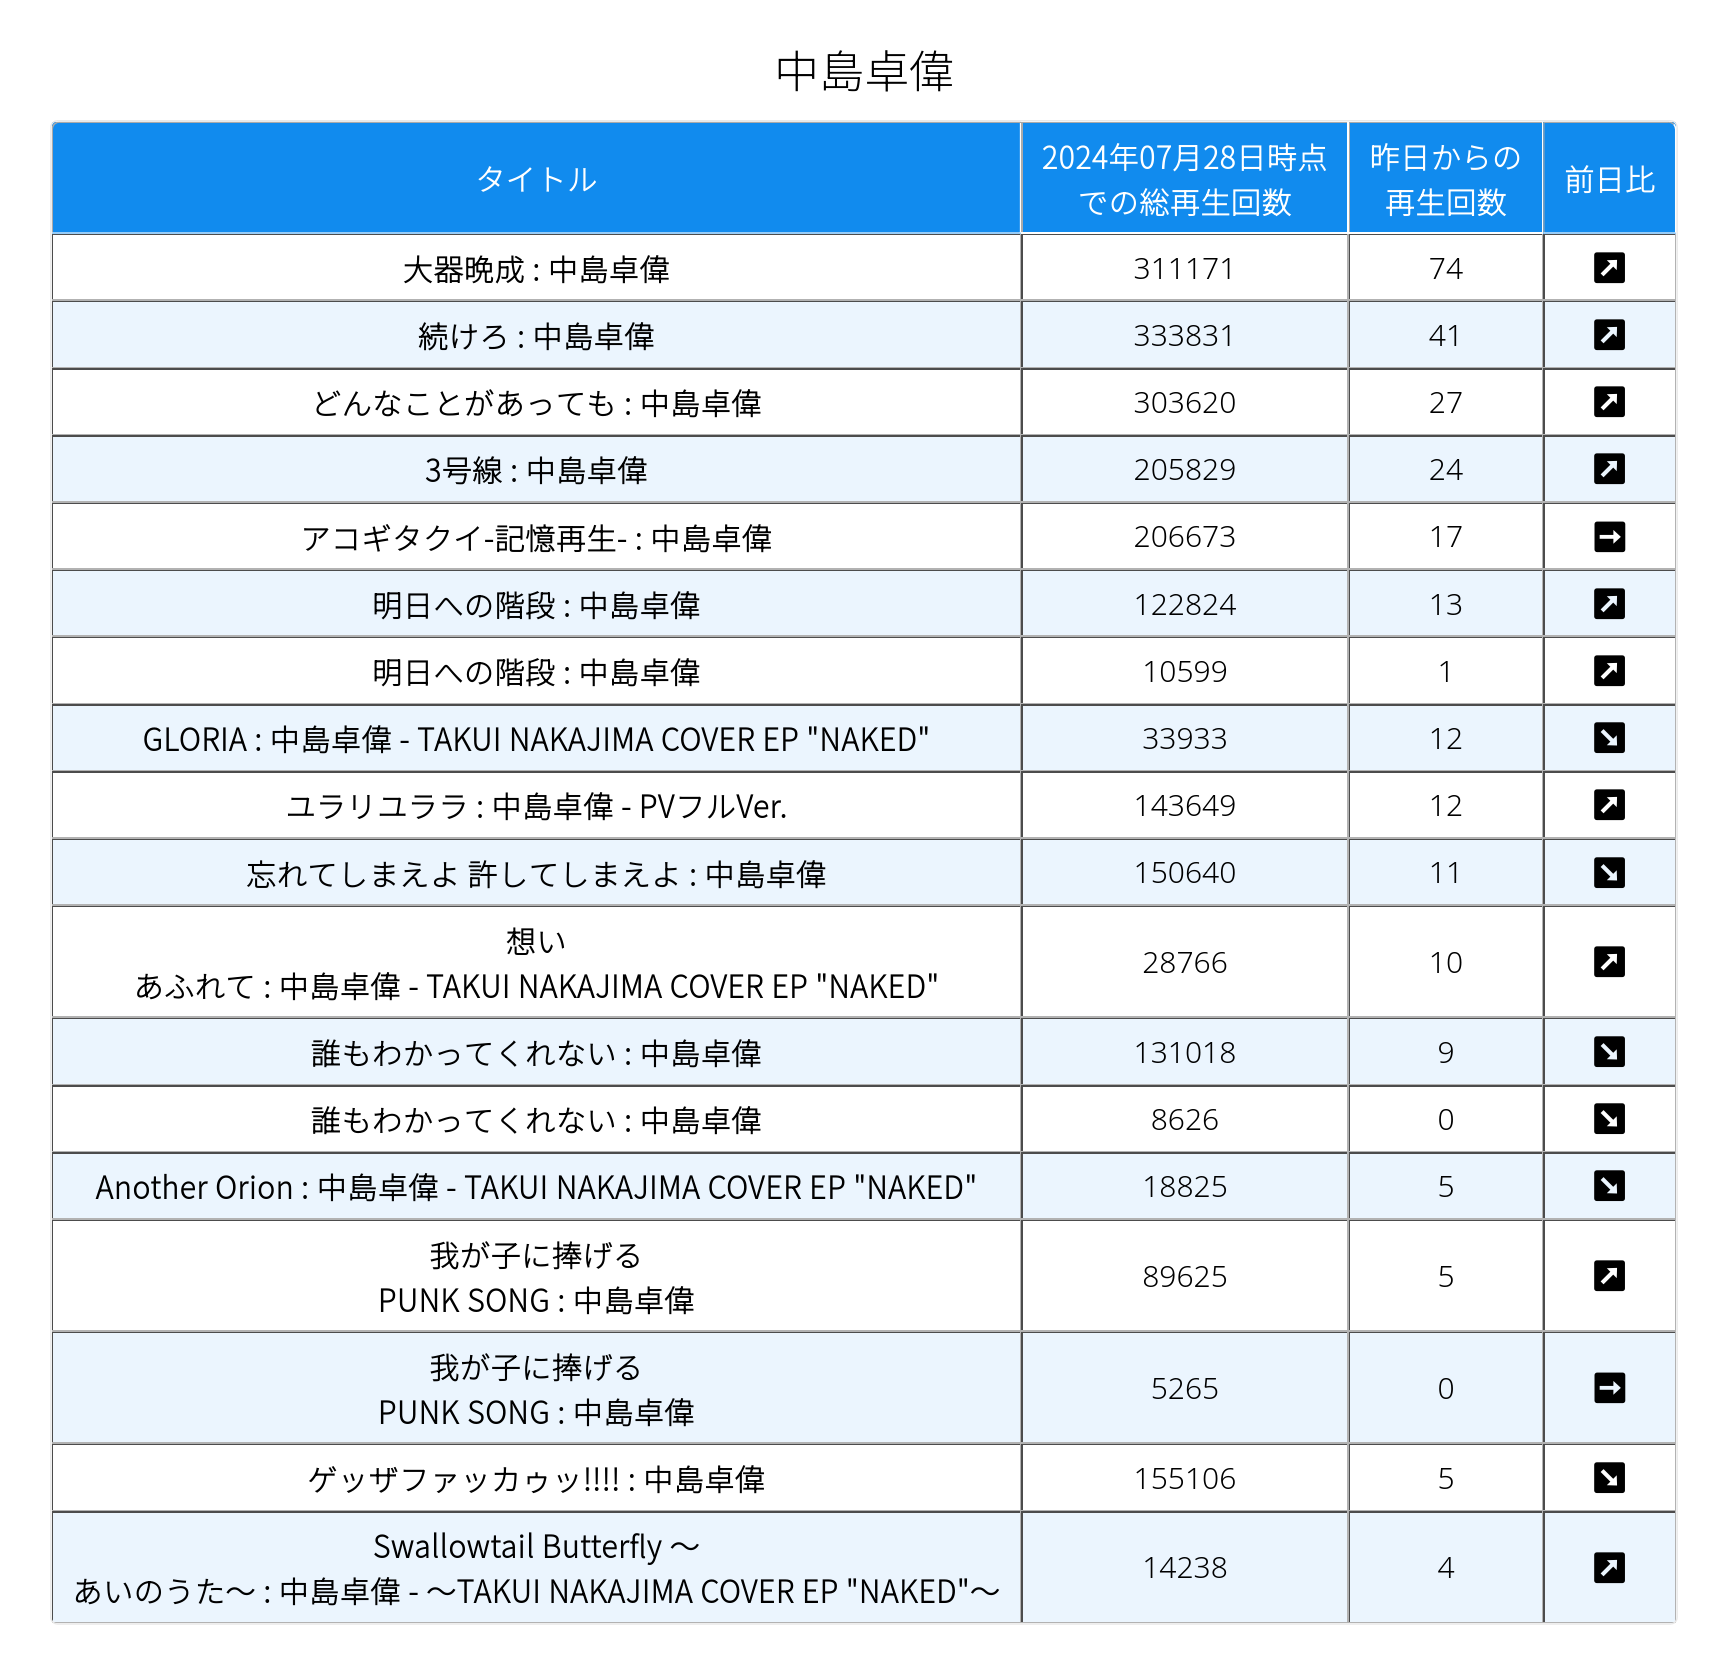 中島卓偉
タイトル
2024年07月28日時点
での総再生回数
昨日からの
再生回数
前日比
大器晩成 : 中島卓偉 311171 74
続けろ : 中島卓偉 333831 41
どんなことがあっても : 中島卓偉 303620 27
3号線 : 中島卓偉 205829 24
アコギタクイ-記憶再生- : 中島卓偉 206673 17
明日への階段 : 中島卓偉 122824 13
明日への階段 : 中島卓偉 10599 1
GLORIA : 中島卓偉 - TAKUI NAKAJIMA COVER EP "NAKED" 33933 12
ユラリユララ : 中島卓偉 - PVフルVer. 143649 12
忘れてしまえよ 許してしまえよ : 中島卓偉 150640 11
想い
あふれて : 中島卓偉 - TAKUI NAKAJIMA COVER EP "NAKED" 28766 10
誰もわかってくれない : 中島卓偉 131018 9
誰もわかってくれない : 中島卓偉 8626 0
Another Orion : 中島卓偉 - TAKUI NAKAJIMA COVER EP "NAKED" 18825 5
我が子に捧げる
PUNK SONG : 中島卓偉 89625 5
我が子に捧げる
PUNK SONG : 中島卓偉 5265 0
ゲッザファッカゥッ!!!! : 中島卓偉 155106 5
Swallowtail Butterfly ～
あいのうた～ : 中島卓偉 - ～TAKUI NAKAJIMA COVER EP "NAKED"～ 14238 4